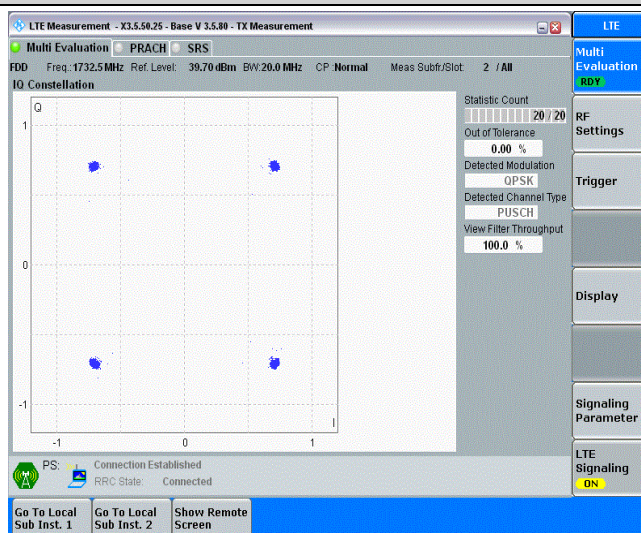 LTE Measurement - X3.5.50.25 - Base V 3.5.80 - TX Measurement
LTE
Multi Evaluation PRACH SRS
FDD Freq.:1732.5 MHz Ref. Level: 39.70 dBm BW:20.0 MHz CP :Normal Meas Subfr./Slot: 2 / All
IQ Constellation
Q
1
0
-1
-1 0 1
I
Statistic Count
20 / 20
Out of Tolerance
0.00 %
Detected Modulation
QPSK
Detected Channel Type
PUSCH
View Filter Throughput
100.0 %
Multi
Evaluation
RDY
RF
Settings
Trigger
Display
Signaling
Parameter
LTE
Signaling
ON
PS: Connection Established
RRC State: Connected
Go To Local
Sub Inst. 1
Go To Local
Sub Inst. 2
Show Remote
Screen